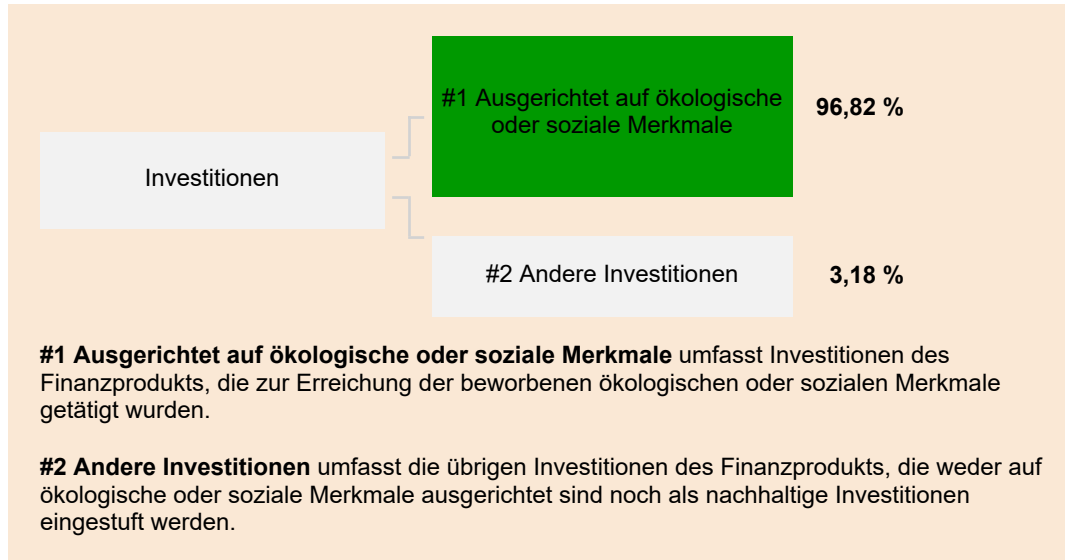 #1 Ausgerichtet auf ökologische
oder soziale Merkmale
96,82 %
Investitionen
#2 Andere Investitionen
3,18 %
#1 Ausgerichtet auf ökologische oder soziale Merkmale umfasst Investitionen des
Finanzprodukts, die zur Erreichung der beworbenen ökologischen oder sozialen Merkmale
getätigt wurden.
#2 Andere Investitionen umfasst die übrigen Investitionen des Finanzprodukts, die weder auf
ökologische oder soziale Merkmale ausgerichtet sind noch als nachhaltige Investitionen
eingestuft werden.